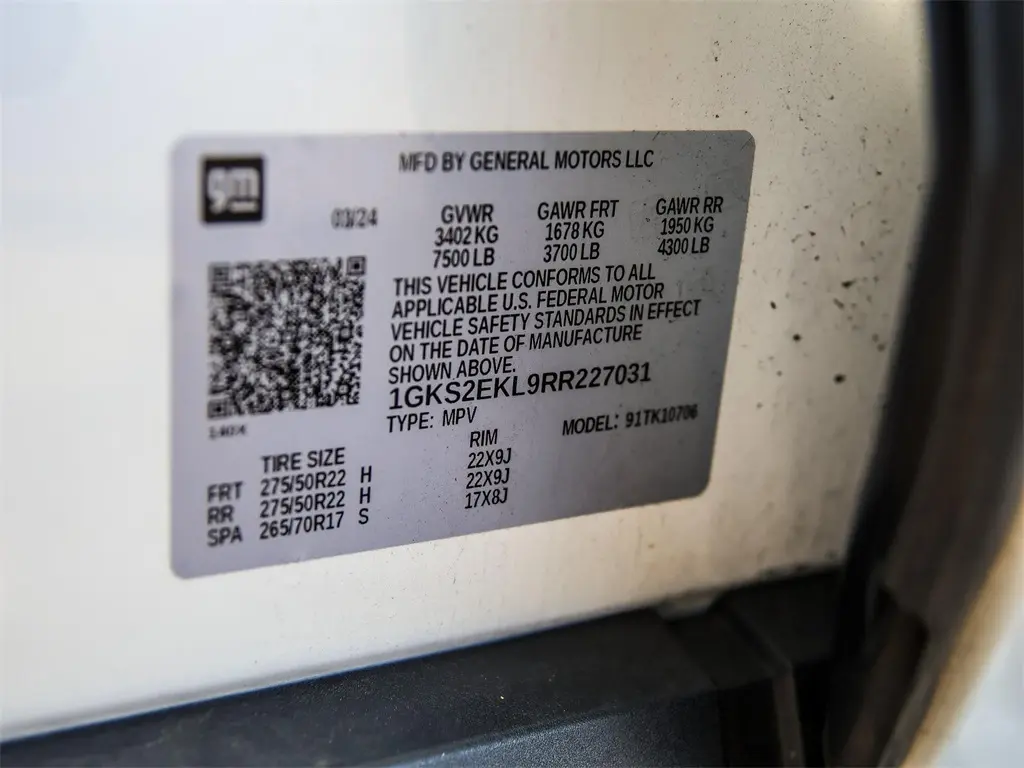 gm
MFD BY GENERAL MOTORS LLC
03/24
GVWR GAWR FRT GAWR RR
3402 KG 1678 KG 1950 KG
7500 LB 3700 LB 4300 LB
THIS VEHICLE CONFORMS TO ALL
APPLICABLE U.S. FEDERAL MOTOR
VEHICLE SAFETY STANDARDS IN EFFECT
ON THE DATE OF MANUFACTURE
SHOWN ABOVE.
1GKS2EKL9RR227031
TYPE: MPV MODEL: 91TK10706
TIRE SIZE RIM
FRT 275/50R22 H 22X9J
RR 275/50R22 H 22X9J
SPA 265/70R17 S 17X8J